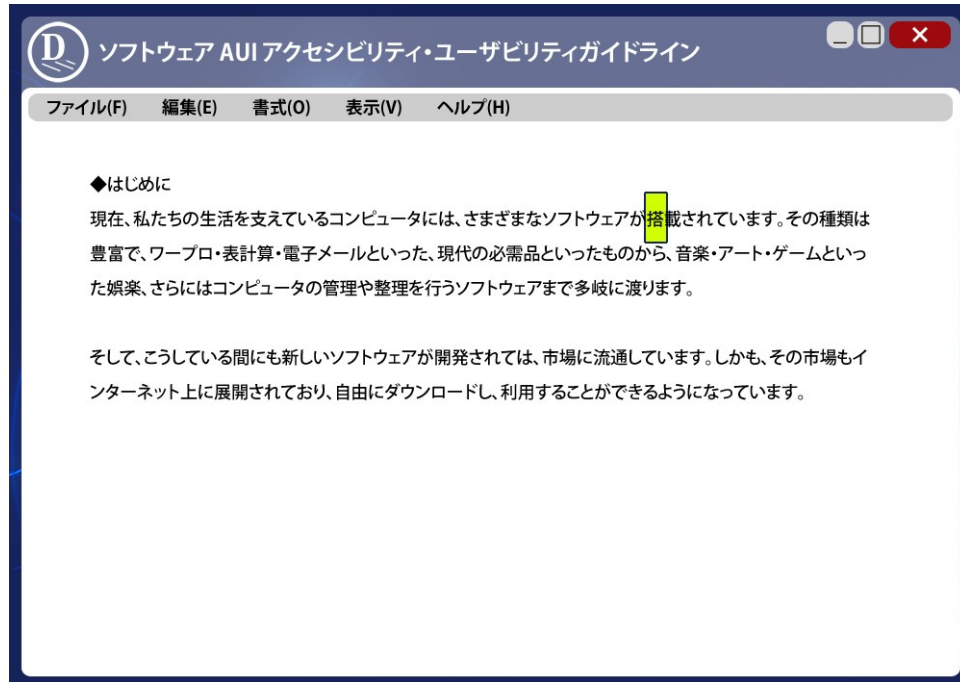 D
ソフトウェア AUI アクセシビリティ・ユーザビリティガイドライン
ファイル(F) 編集(E) 書式(O) 表示(V) ヘルプ(H)
◆はじめに
現在、私たちの生活を支えているコンピュータには、さまざまなソフトウェアが搭載されています。その種類は
豊富で、ワープロ・表計算・電子メールといった、現代の必需品といったものから、音楽・アート・ゲームといっ
た娯楽、さらにはコンピュータの管理や整理を行うソフトウェアまで多岐に渡ります。
そして、こうしている間にも新しいソフトウェアが開発されては、市場に流通しています。しかも、その市場もイ
ンターネット上に展開されており、自由にダウンロードし、利用することができるようになっています。